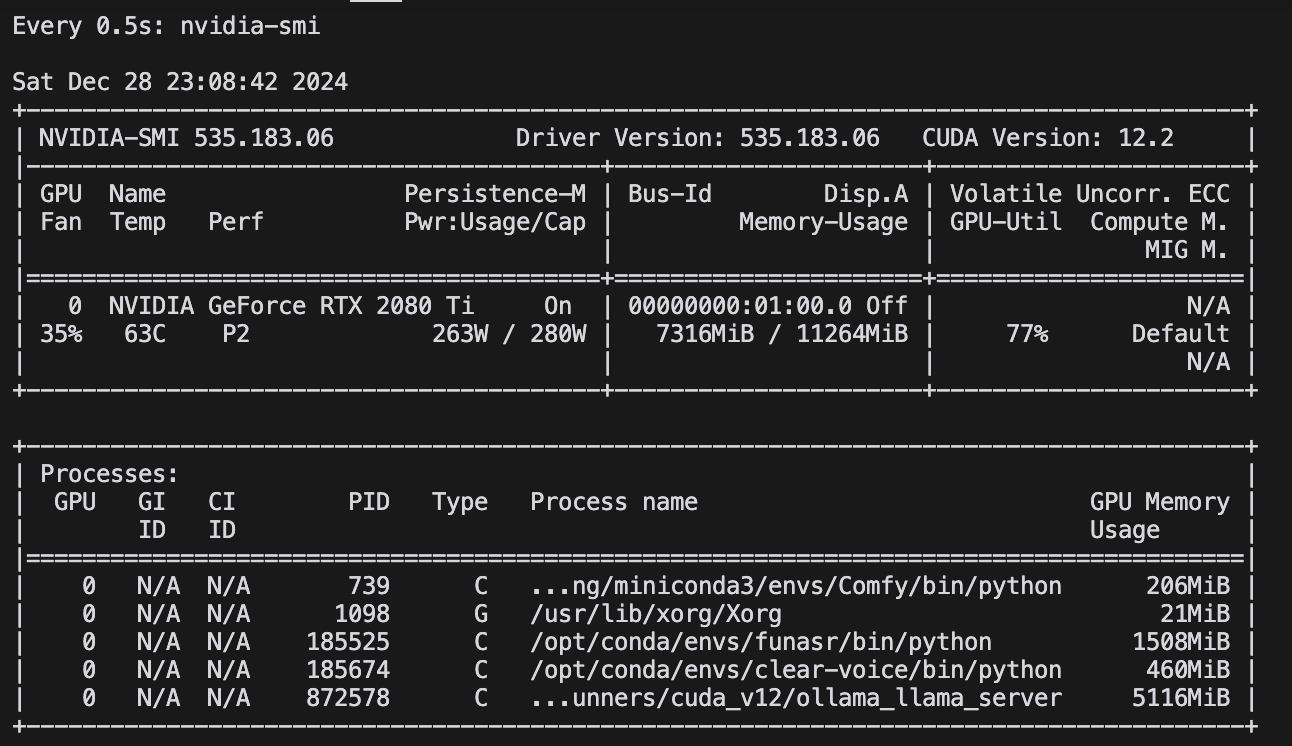 Every 0.5s: nvidia-smi
Sat Dec 28 23:08:42 2024
+---------------------------------------------------------------------------------------+
| NVIDIA-SMI 535.183.06             Driver Version: 535.183.06   CUDA Version: 12.2     |
|-----------------------------------------+----------------------+----------------------+
| GPU  Name                 Persistence-M | Bus-Id        Disp.A | Volatile Uncorr. ECC |
| Fan  Temp   Perf          Pwr:Usage/Cap |         Memory-Usage | GPU-Util  Compute M. |
|                                         |                      |               MIG M. |
|=========================================+======================+======================|
|   0  NVIDIA GeForce RTX 2080 Ti     On  | 00000000:01:00.0 Off |                  N/A |
| 35%   63C    P2             263W / 280W |   7316MiB / 11264MiB |     77%      Default |
|                                         |                      |                  N/A |
+-----------------------------------------+----------------------+----------------------+
+---------------------------------------------------------------------------------------+
| Processes:                                                                            |
|  GPU   GI   CI        PID   Type   Process name                            GPU Memory |
|        ID   ID                                                             Usage      |
|=======================================================================================|
|    0   N/A  N/A       739      C   ...ng/miniconda3/envs/Comfy/bin/python      206MiB |
|    0   N/A  N/A      1098      G   /usr/lib/xorg/Xorg                           21MiB |
|    0   N/A  N/A    185525      C   /opt/conda/envs/funasr/bin/python          1508MiB |
|    0   N/A  N/A    185674      C   /opt/conda/envs/clear-voice/bin/python      460MiB |
|    0   N/A  N/A    872578      C   ...unners/cuda_v12/ollama_llama_server     5116MiB |
+---------------------------------------------------------------------------------------+